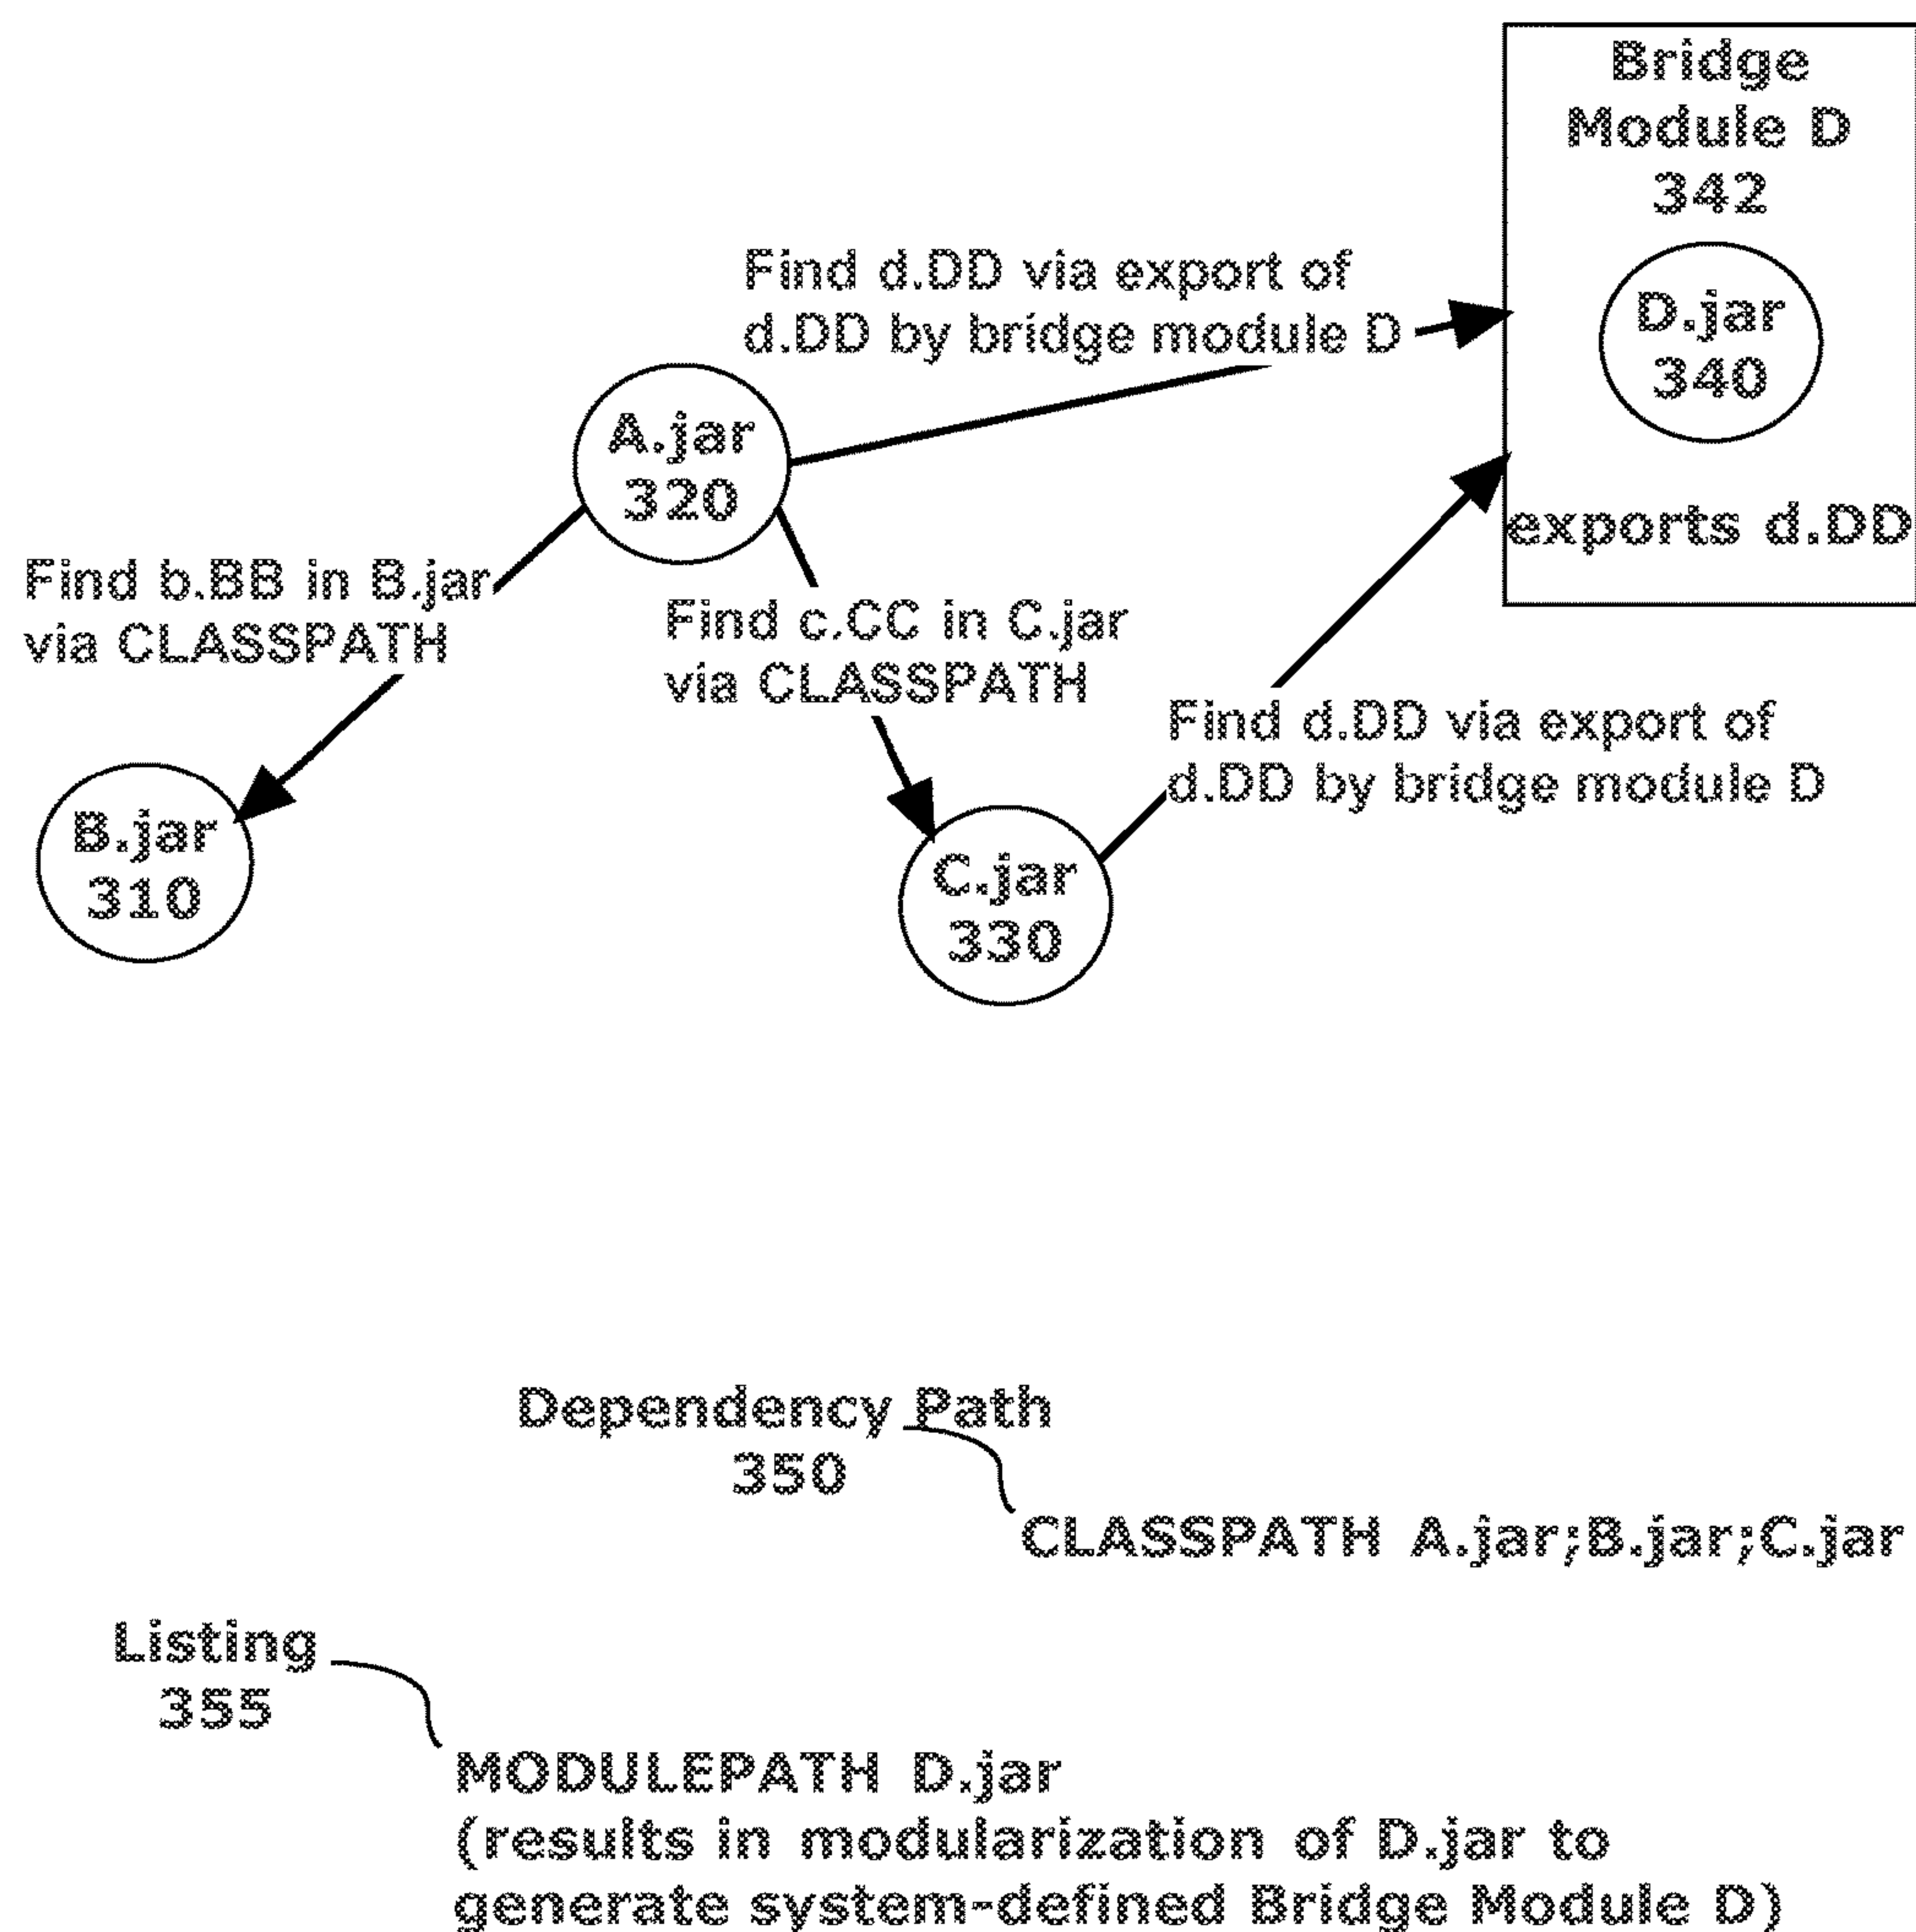 Bridge
Module D
342
D.jar
340
exports d.DD
Find d.DD via export of
d.DD by bridge module D
A.jar
320
Find b.BB in B.jar
via CLASSPATH
Find c.CC in C.jar
via CLASSPATH
Find d.DD via export of
d.DD by bridge module D
B.jar
310
C.jar
330
Dependency Path
350
CLASSPATH A.jar;B.jar;C.jar
Listing
355
MODULEPATH D.jar
(results in modularization of D.jar to
generate system-defined Bridge Module D)